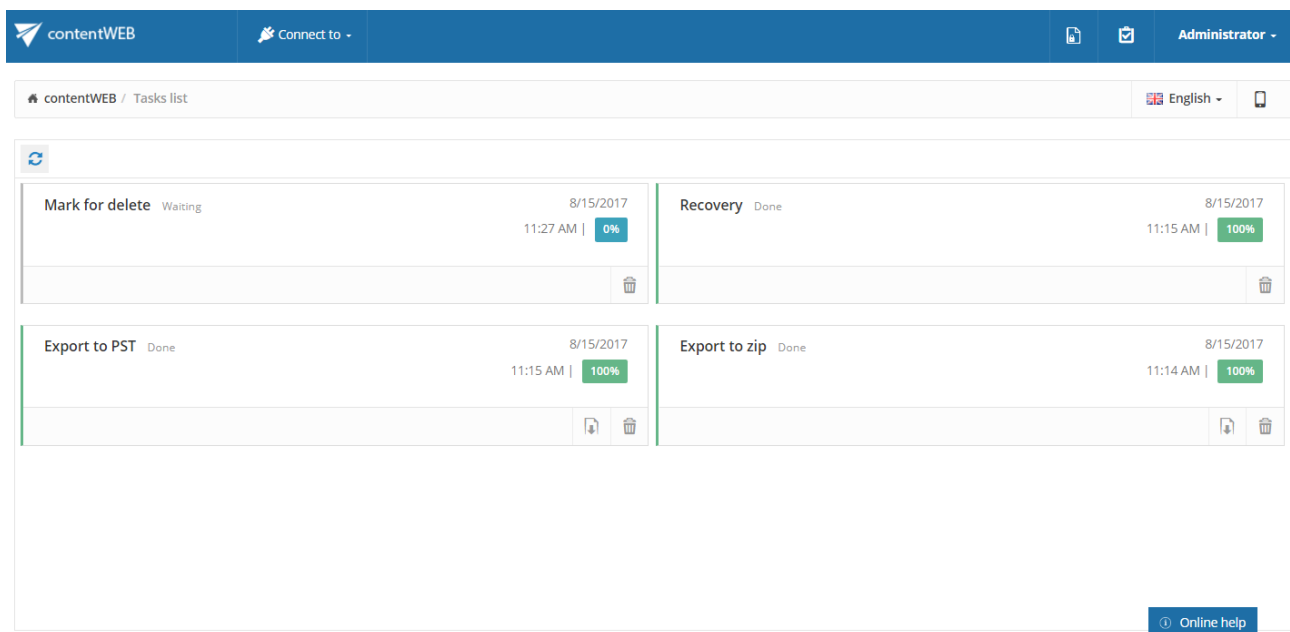 contentWEB Connect to Administrator
contentWEB / Tasks list English
Mark for delete Waiting 8/15/2017
11:27 AM | 0%
Recovery Done 8/15/2017
11:15 AM | 100%
Export to PST Done 8/15/2017
11:15 AM | 100%
Export to zip Done 8/15/2017
11:14 AM | 100%
Online help